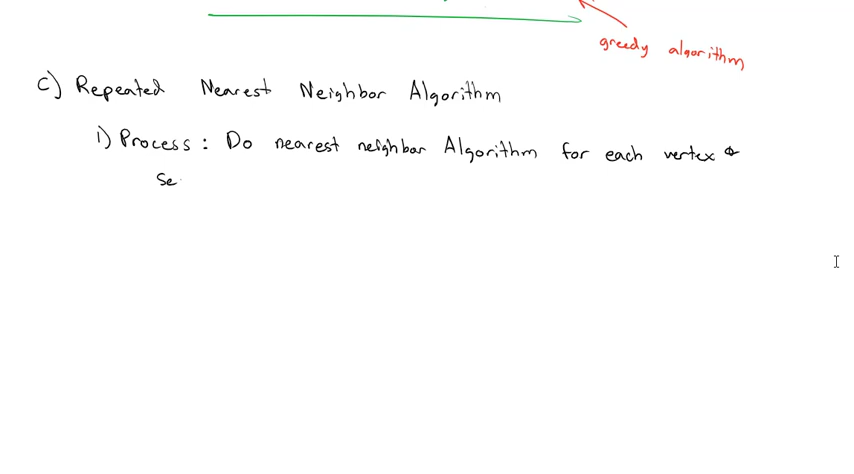 greedy algorithm
c) Repeated Nearest Neighbor Algorithm
1) Process : Do nearest neighbor Algorithm for each vertex &
Se